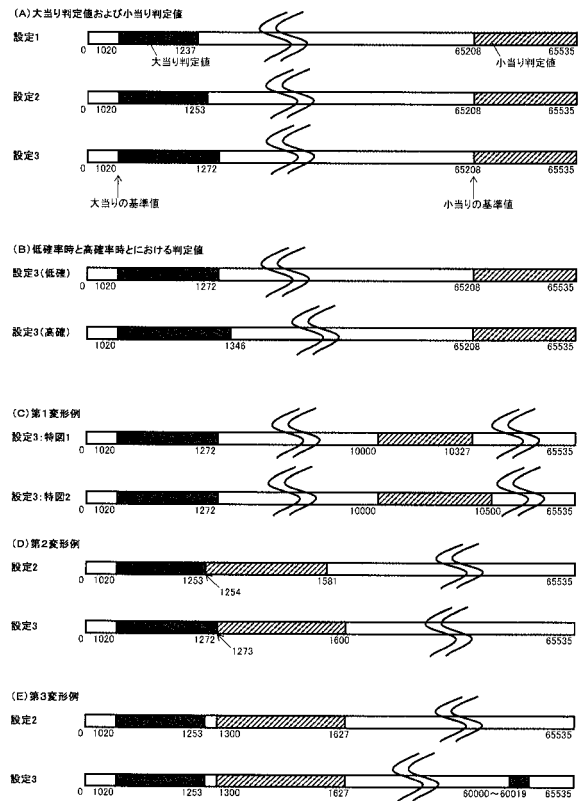 (A)大当り判定値および小当り判定値
設定1
0 1020 1237 65208 65535
大当り判定値 小当り判定値
設定2
0 1020 1253 65208 65535
設定3
0 1020 1272 65208 65535
大当りの基準値 小当りの基準値
(B)低確率時と高確率時とにおける判定値
設定3(低確)
0 1020 1272 65208 65535
設定3(高確)
1020 1346 65208 65535
(C)第1変形例
設定3:特図1
0 1020 1272 10000 10327 65535
設定3:特図2
0 1020 1272 10000 10500 65535
(D)第2変形例
設定2
0 1020 1253 1581 65535
1254
設定3
0 1020 1272 1600 65535
1273
(E)第3変形例
設定2
0 1020 1253 1300 1627 65535
設定3
0 1020 1253 1300 1627 60000～60019 65535